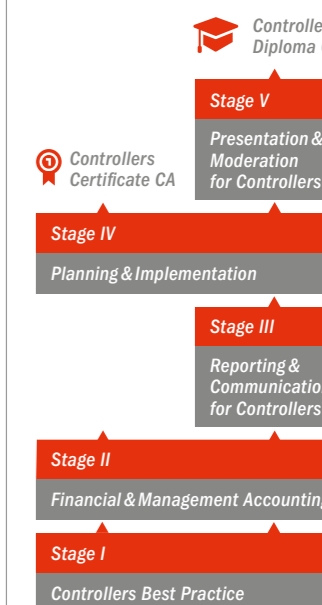 Controlle
Diploma
Stage V
Presentation &
Moderation
for Controllers
Controllers
Certificate CA
Stage IV
Planning & Implementation
Stage III
Reporting &
Communicatio
for Controllers
Stage II
Financial & Management Accounting
Stage I
Controllers Best Practice